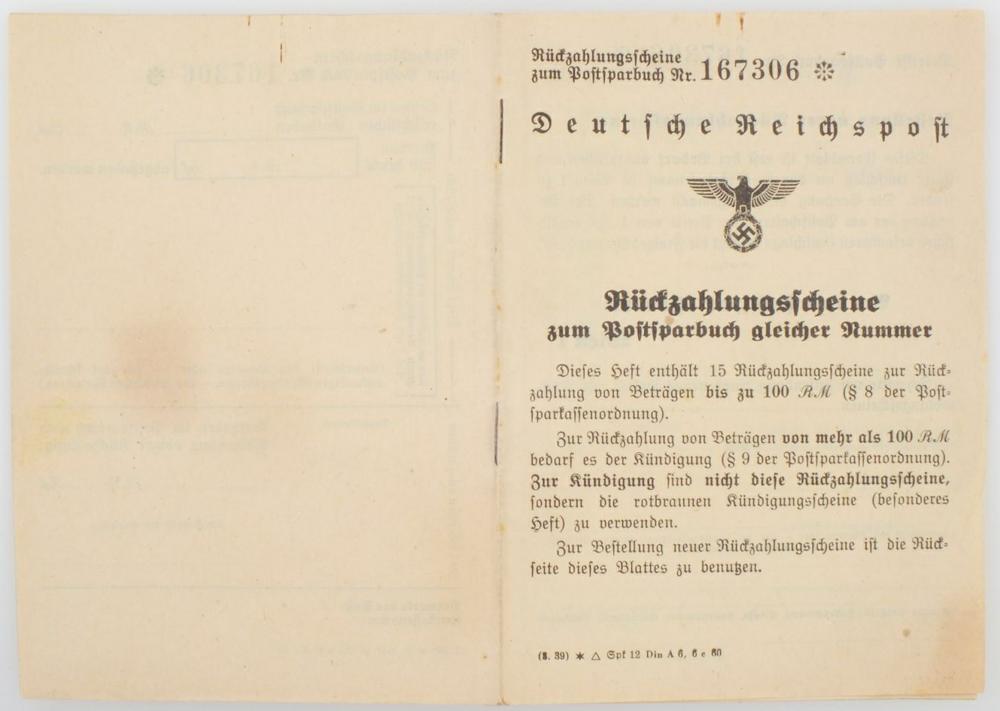 Rückzahlungsscheine
zum Postsparbuch Nr. 167306
Deutsche Reichspost
Rückzahlungsscheine
zum Postsparbuch gleicher Nummer
Dieses Heft enthält 15 Rückzahlungsscheine zur Rück-
zahlung von Beträgen bis zu 100 RM (§ 8 der Post-
sparkassenordnung).
Zur Rückzahlung von Beträgen von mehr als 100 RM
bedarf es der Kündigung (§ 9 der Postsparkassenordnung).
Zur Kündigung sind nicht diese Rückzahlungsscheine,
sondern die rotbraunen Kündigungsscheine (besonderes
Heft) zu verwenden.
Zur Bestellung neuer Rückzahlungsscheine ist die Rück-
seite dieses Blattes zu benutzen.
(8. 39) ✶ △ Spf 12 Din A 6, 6 e 60